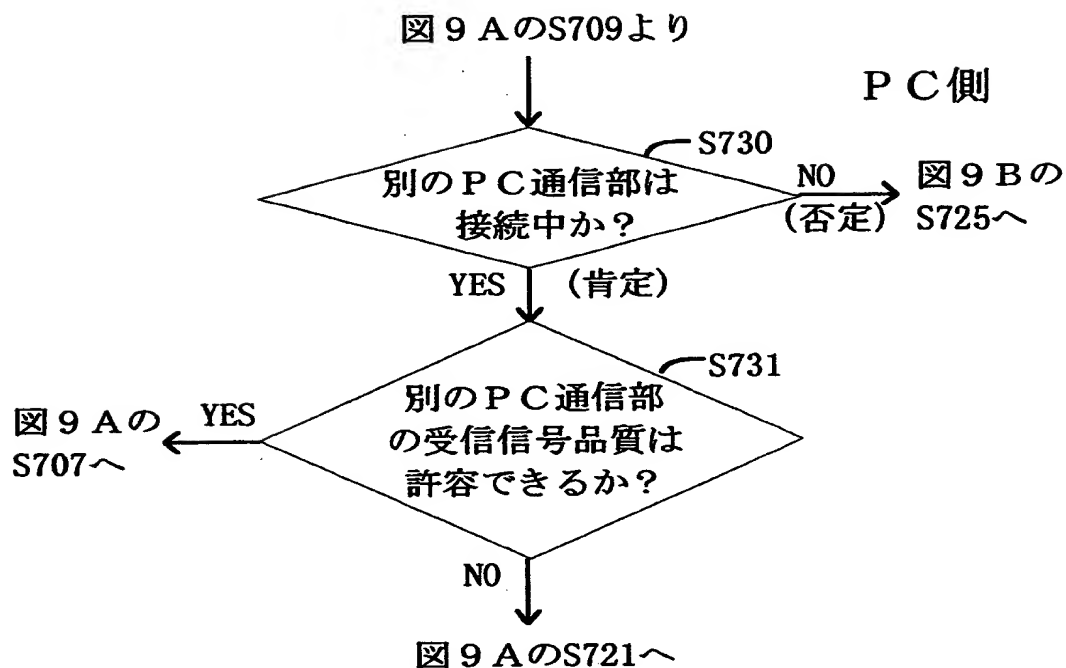 図９ＡのS709より
ＰＣ側
S730
別のＰＣ通信部は
接続中か？
NO
(否定)
図９Ｂの
S725へ
YES
(肯定)
S731
別のＰＣ通信部
の受信信号品質は
許容できるか？
YES
図９Ａの
S707へ
NO
図９ＡのS721へ